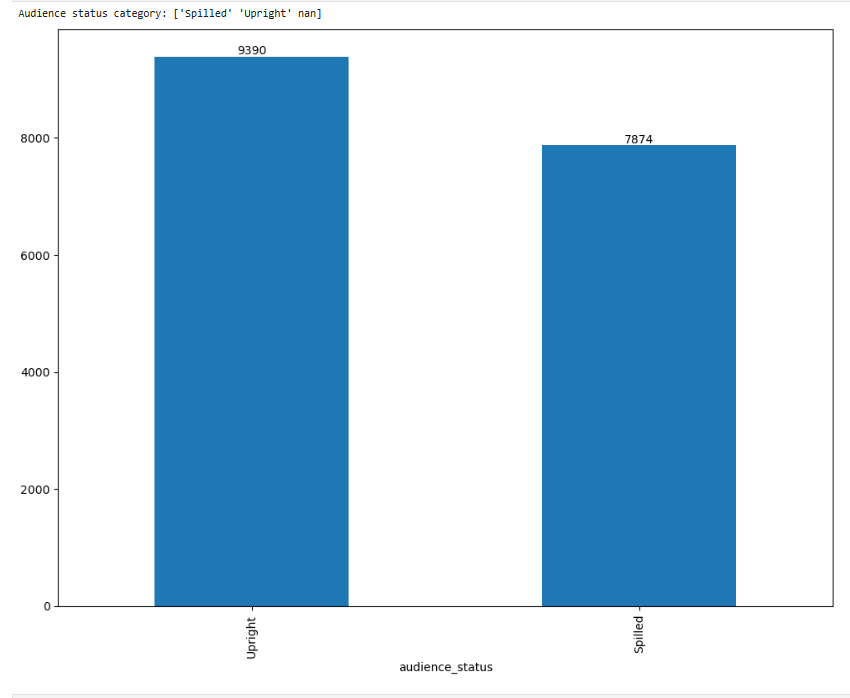 Audience status category: ['Spilled' 'Upright' nan]
9390
7874
8000
6000
4000
2000
0
Upright
Spilled
audience_status